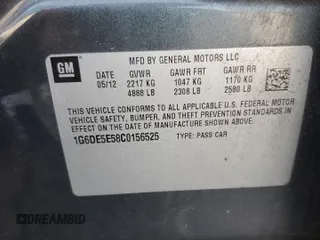 GM
MFD BY GENERAL MOTORS LLC
DATE GVWR GAWR FRT GAWR RR
05/12 2217 KG 1047 KG 1170 KG
4888 LB 2308 LB 2580 LB
THIS VEHICLE CONFORMS TO ALL APPLICABLE U.S. FEDERAL MOTOR
VEHICLE SAFETY, BUMPER, AND THEFT PREVENTION STANDARDS IN
EFFECT ON THE DATE OF MANUFACTURE SHOWN ABOVE.
1G6DE5E58C0156525 TYPE: PASS CAR
DREAMBID